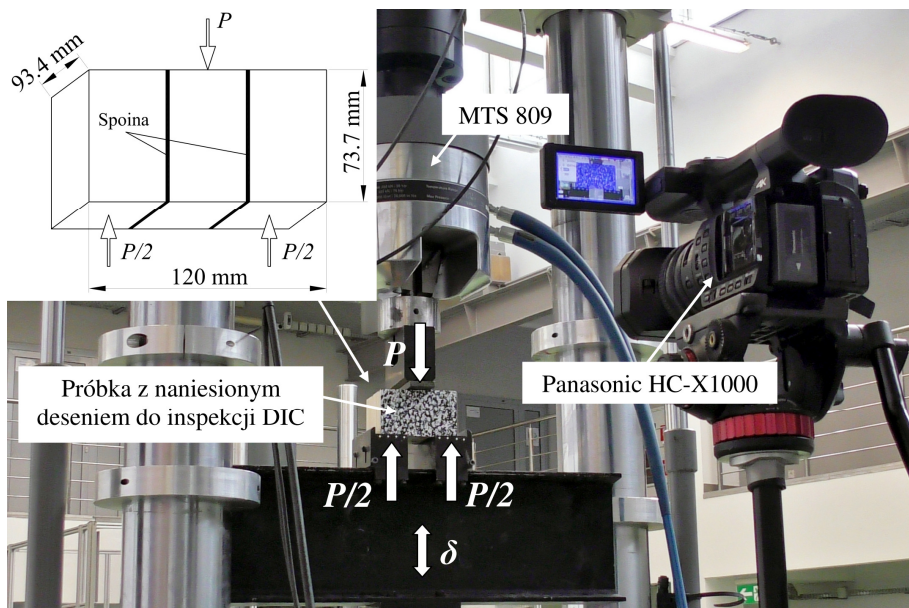 P
93.4 mm
Spoina
73.7 mm
P/2
P/2
120 mm
MTS 809
4K
P
Próbka z naniesionym
deseniem do inspekcji DIC
Panasonic HC-X1000
P/2
P/2
δ